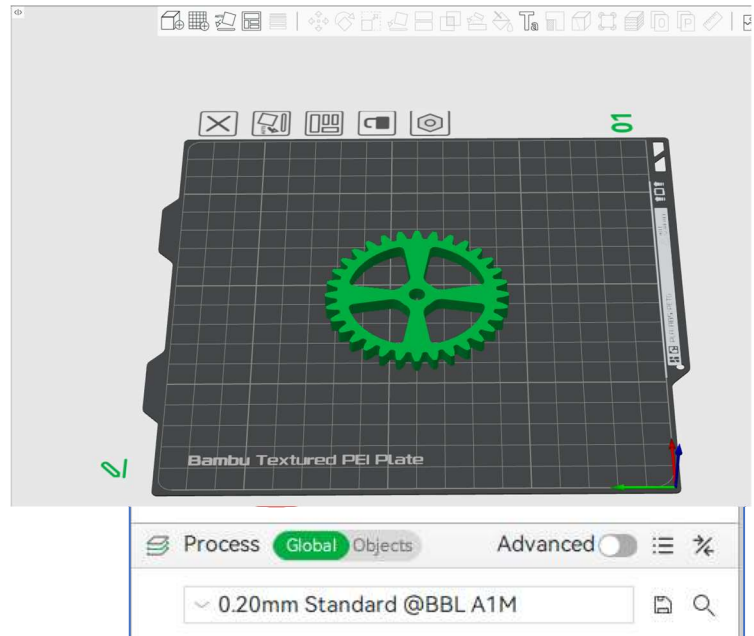 01
Bambu Textured PEI Plate
Process Global Objects Advanced
0.20mm Standard @BBL A1M